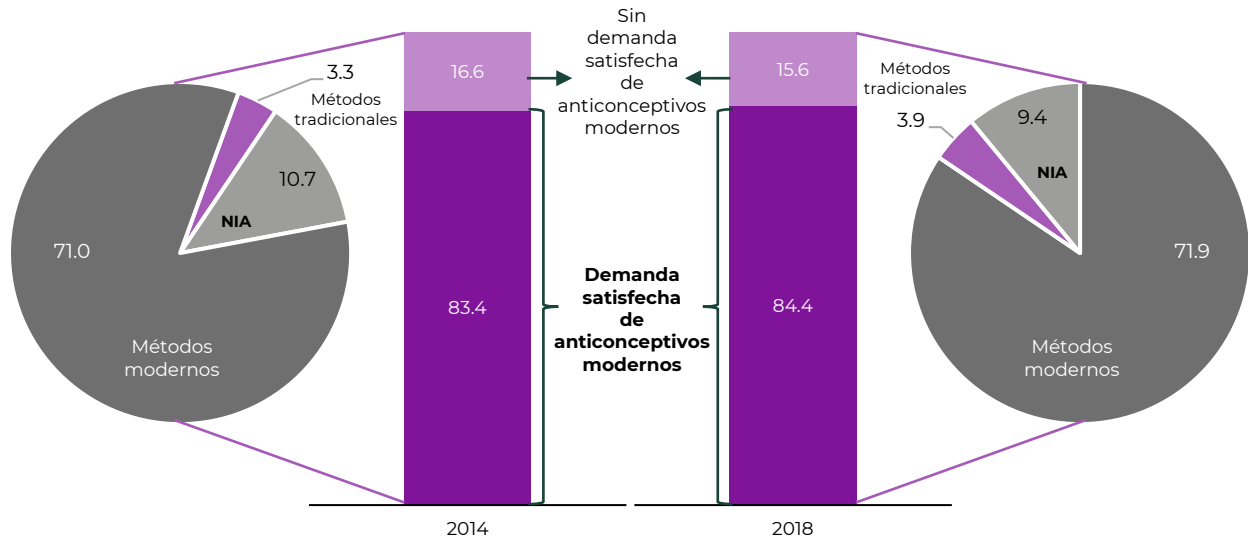 3.3
Métodos
tradicionales
10.7
NIA
71.0
Métodos
modernos
16.6
83.4
2014
Sin
demanda
satisfecha
de
anticonceptivos
modernos
Demanda
satisfecha
de
anticonceptivos
modernos
15.6
84.4
2018
Métodos
tradicionales
3.9
9.4
NIA
71.9
Métodos
modernos